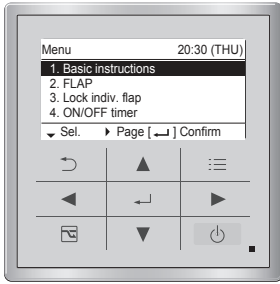 Menu 20:30 (THU)
1. Basic instructions
2. FLAP
3. Lock indiv. flap
4. ON/OFF timer
Sel. Page [ ] Confirm